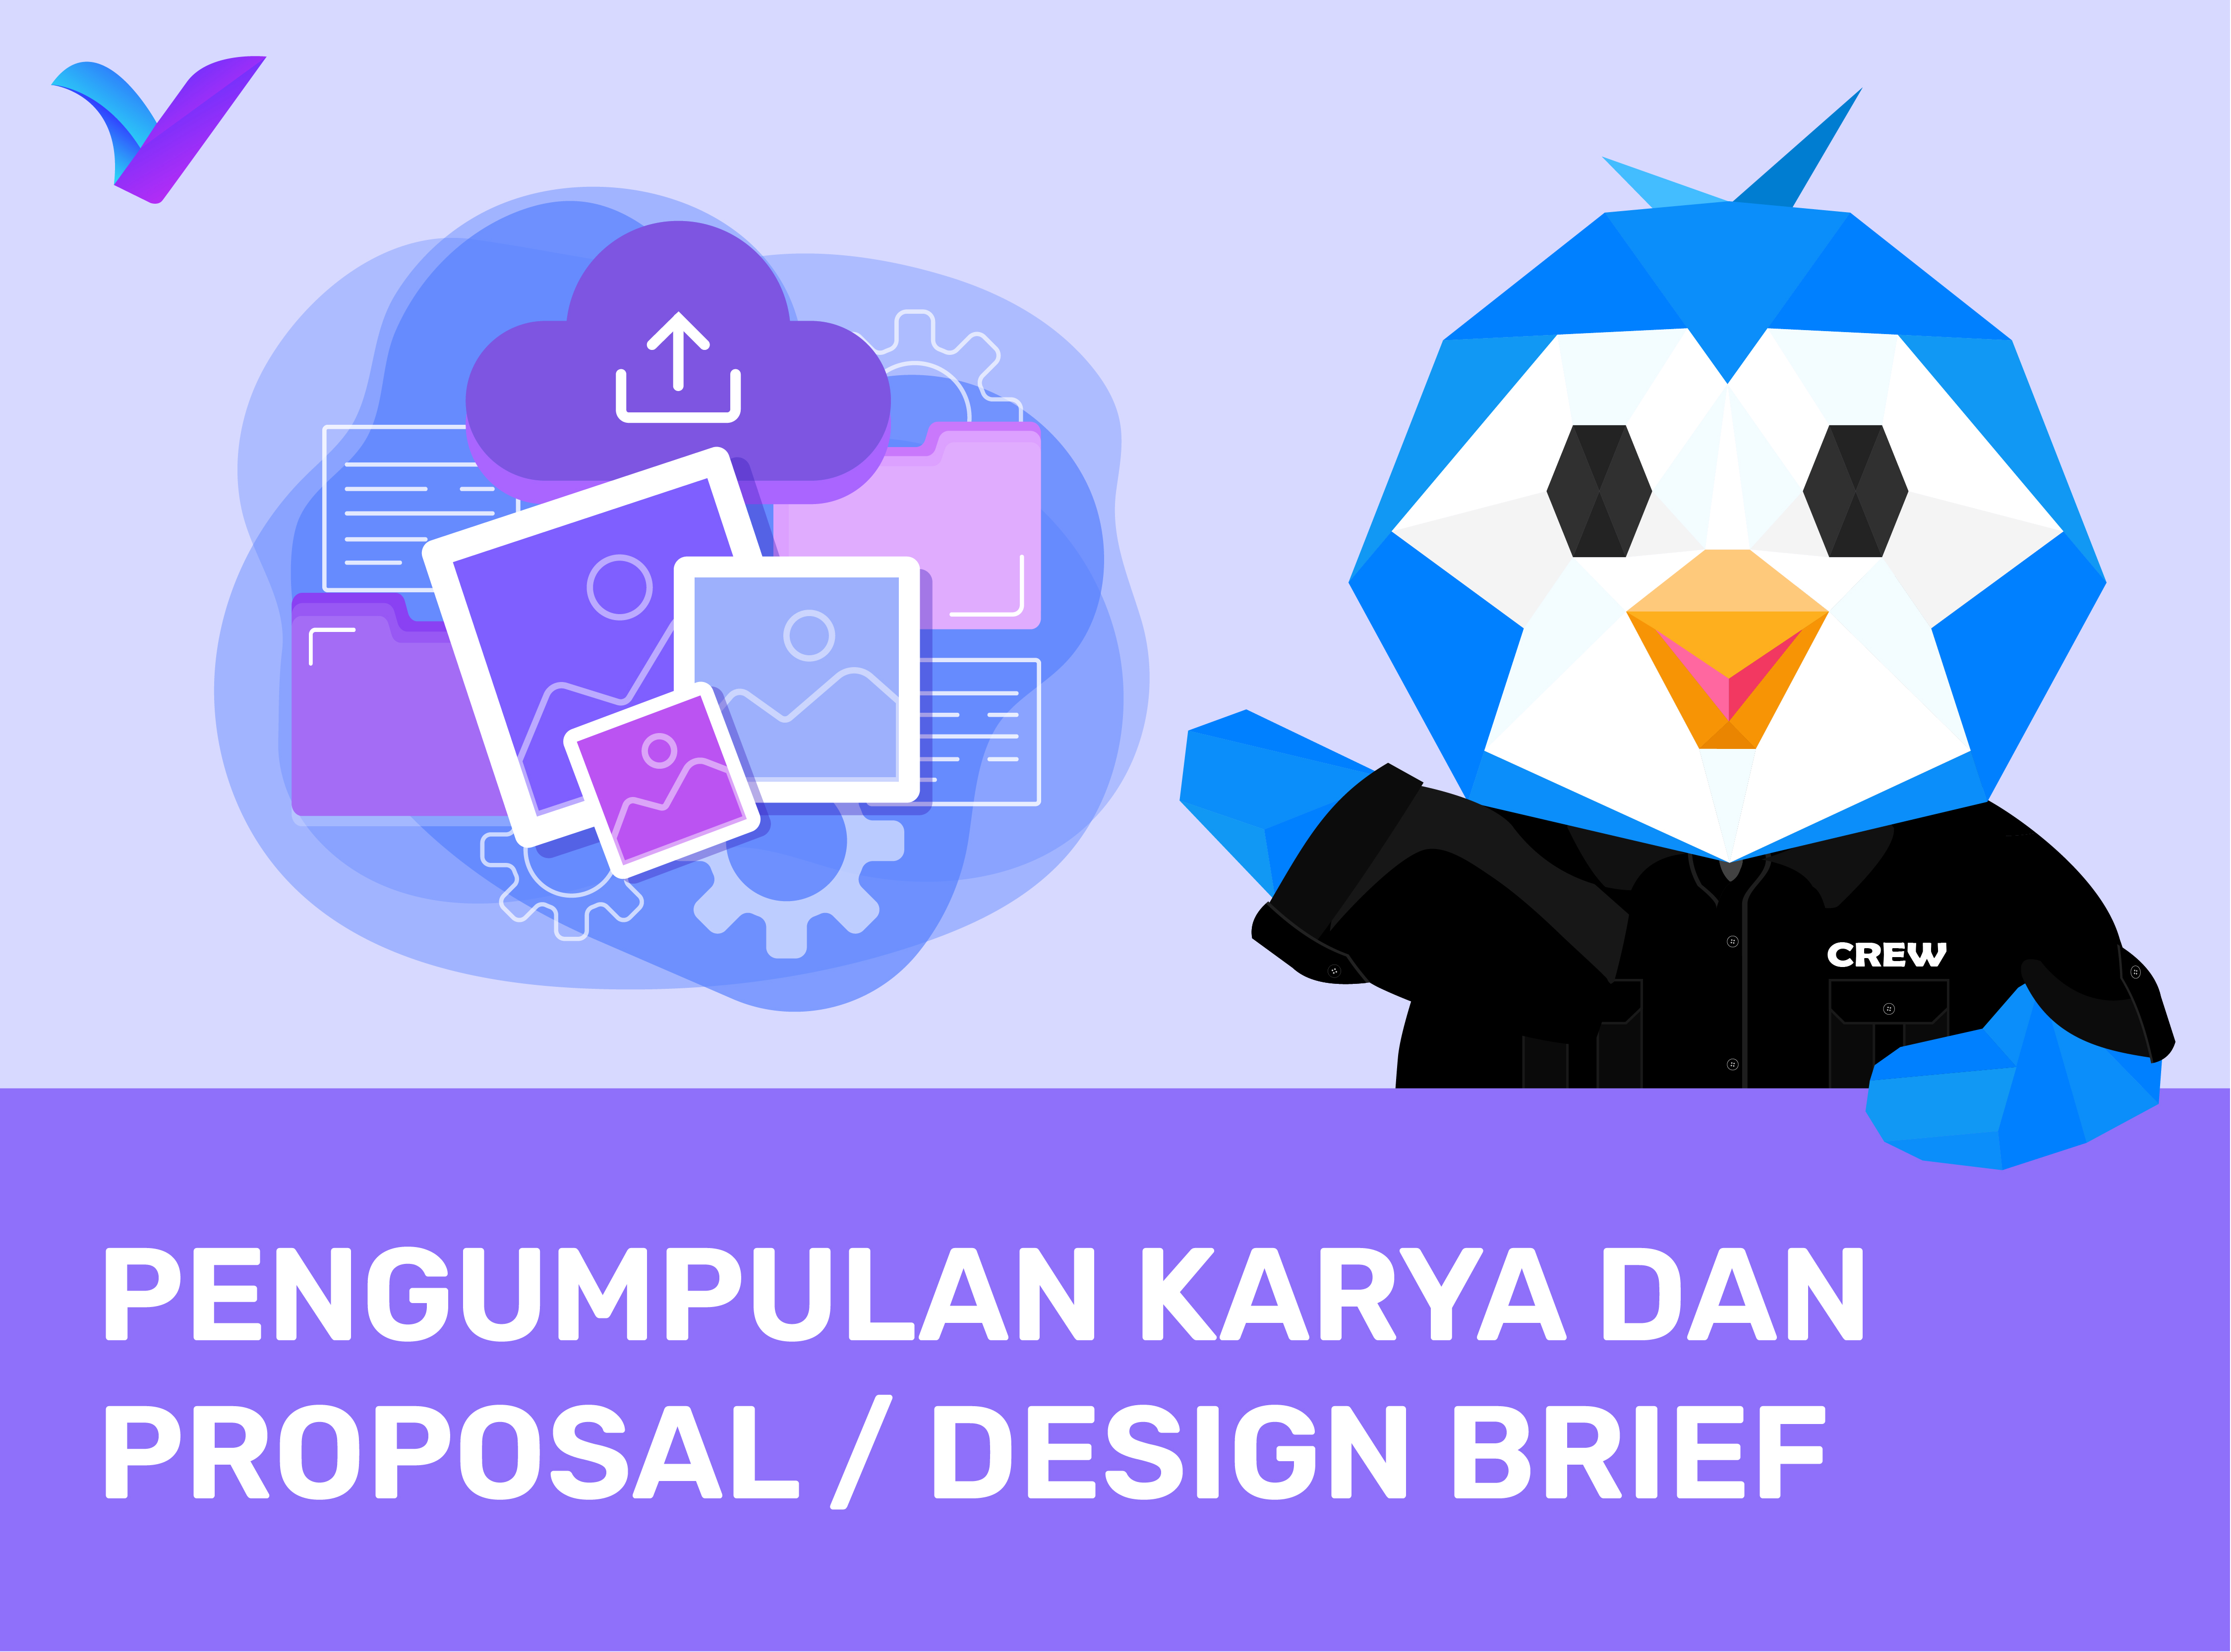 CREW
PENGUMPULAN KARYA DAN
PROPOSAL / DESIGN BRIEF